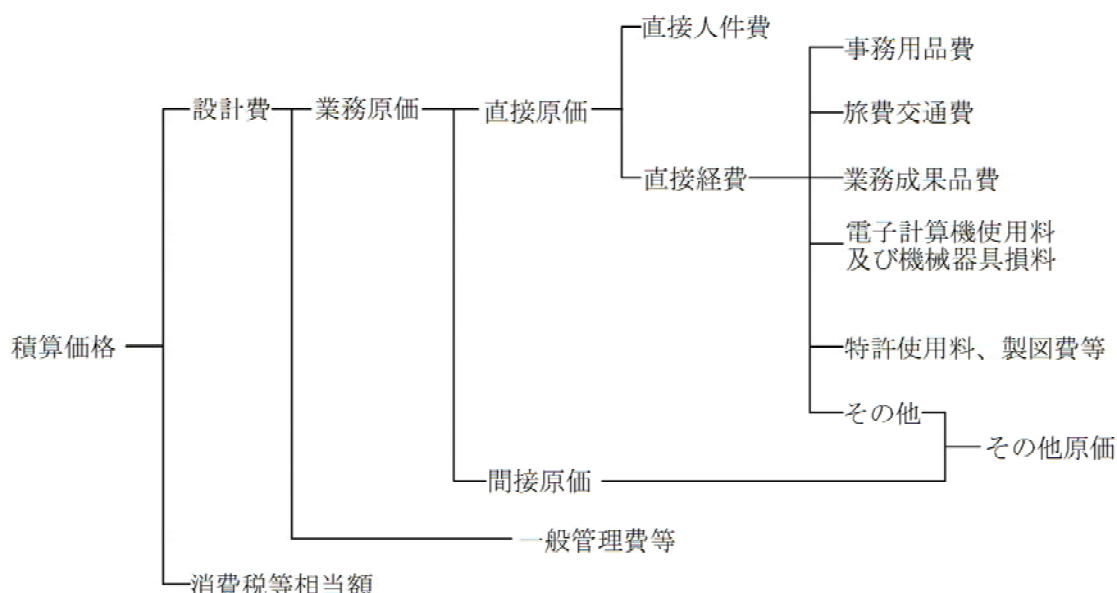 直接人件費
事務用品費
設計費
業務原価
直接原価
旅費交通費
直接経費
業務成果品費
電子計算機使用料
及び機械器具損料
積算価格
特許使用料、製図費等
その他
その他原価
間接原価
一般管理費等
消費税等相当額